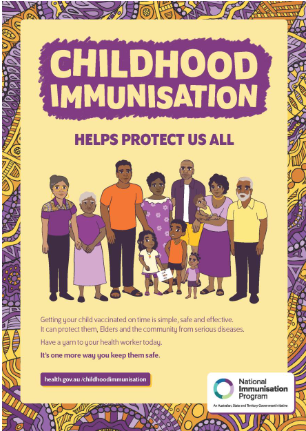 CHILDHOOD
IMMUNISATION
HELPS PROTECT US ALL
Getting your child vaccinated on time is simple, safe and effective.
It can protect them, Elders and the community from serious diseases.
Have a yarn to your health worker today.
It's one more way you keep them safe.
health.gov.au/childhoodimmunisation
National
Immunisation
Program
An Australian, State and Territory Government Initiative